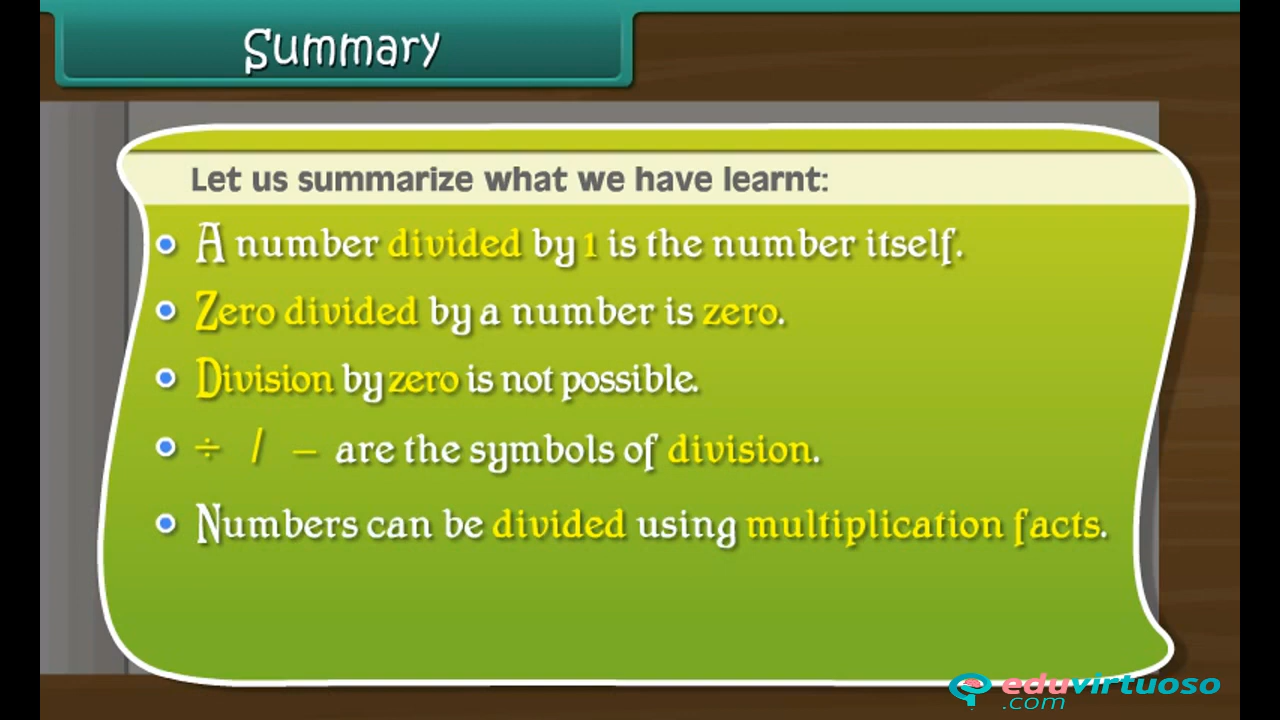 Summary
Let us summarize what we have learnt:
A number divided by 1 is the number itself.
Zero divided by a number is zero.
Division by zero is not possible.
÷ / – are the symbols of division.
Numbers can be divided using multiplication facts.
eduvirtuoso
.com